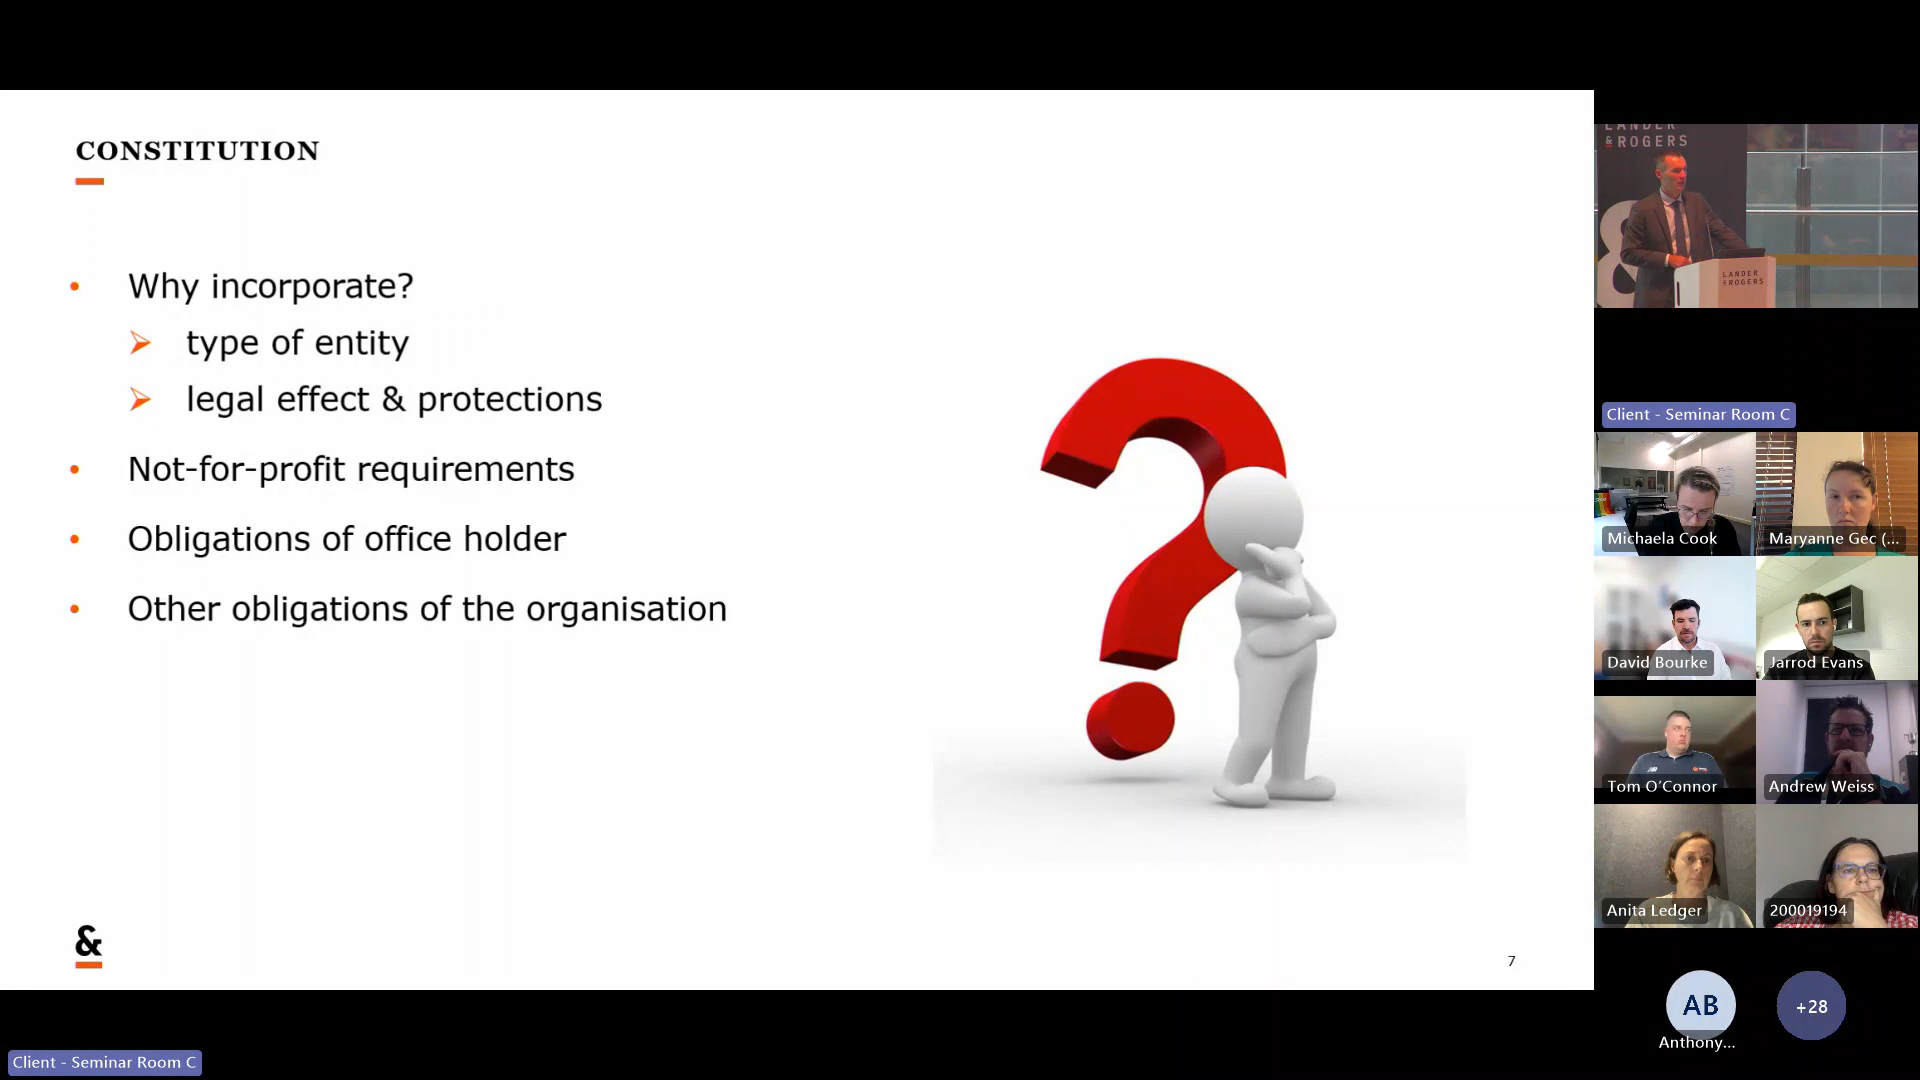 CONSTITUTION
• Why incorporate?
➢ type of entity
➢ legal effect & protections
• Not-for-profit requirements
• Obligations of office holder
• Other obligations of the organisation
&
7
Client - Seminar Room C
LANDER
& ROGERS
&
LANDER
& ROGERS
Client - Seminar Room C
Michaela Cook
Maryanne Gec (...
David Bourke
Jarrod Evans
Tom O'Connor
Andrew Weiss
Anita Ledger
200019194
AB
Anthony...
+28